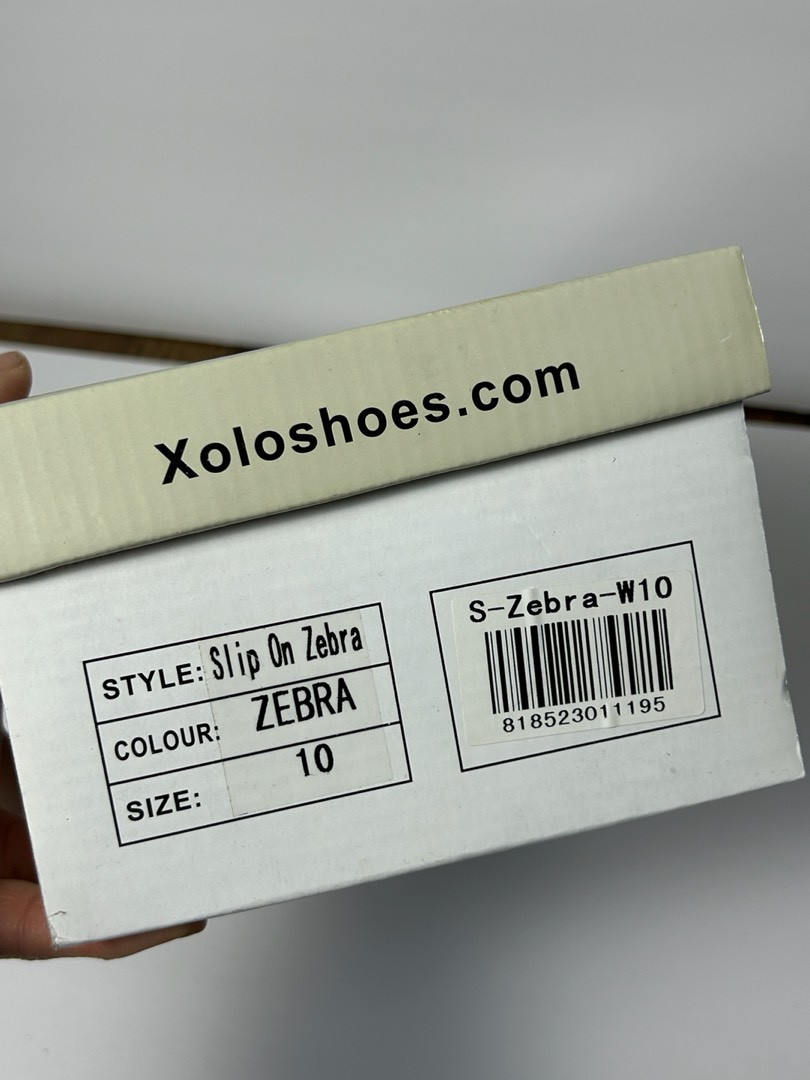 Xoloshoes.com
STYLE: Slip On Zebra
COLOUR: ZEBRA
SIZE: 10
S-Zebra-W10
818523011195